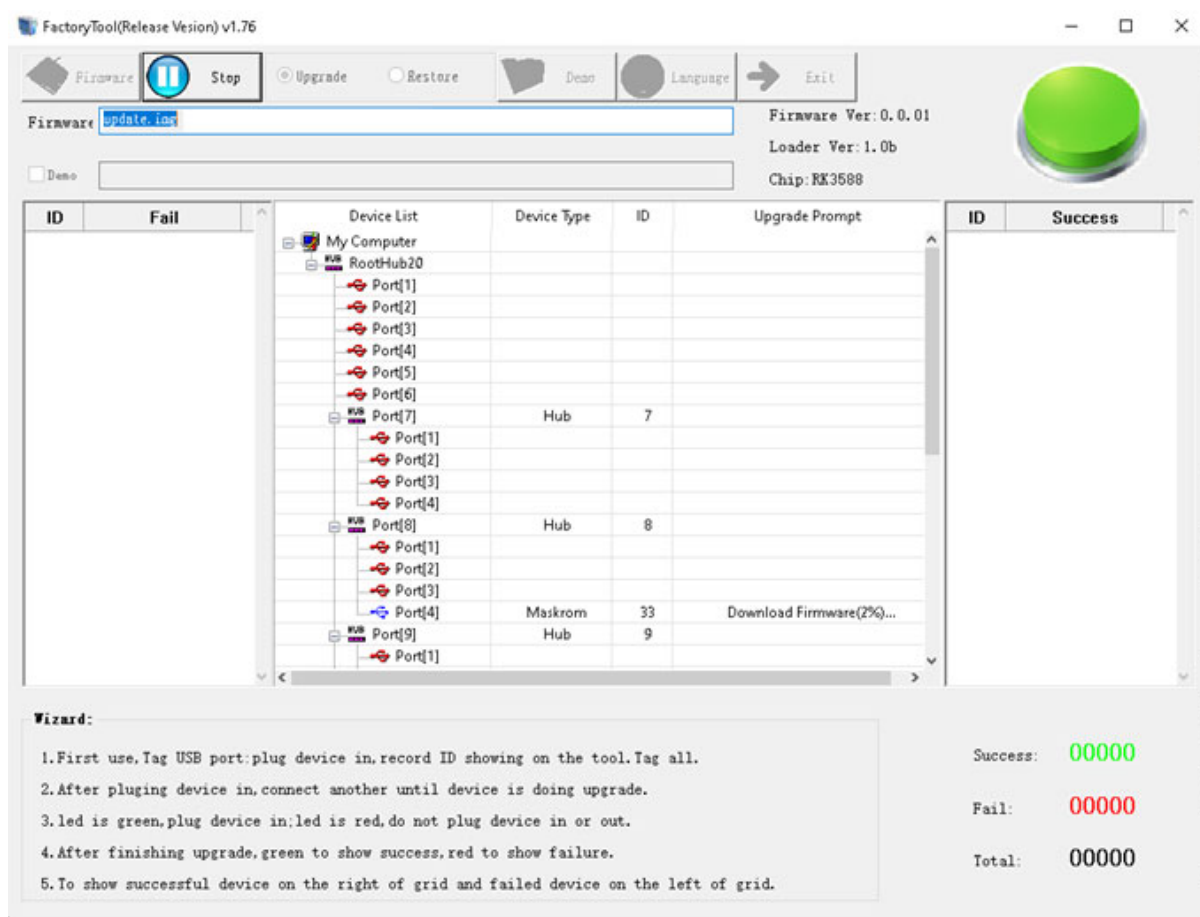 FactoryTool(Release Vesion) v1.76
Firmware Stop Upgrade Restore Demo Language Exit
Firmware update.img
Firmware Ver:0.0.01
Loader Ver:1.0b
Demo
Chip:RK3588
ID Fail
Device List Device Type ID Upgrade Prompt
ID Success
My Computer
HUB RootHub20
Port[1]
Port[2]
Port[3]
Port[4]
Port[5]
Port[6]
HUB Port[7] Hub 7
Port[1]
Port[2]
Port[3]
Port[4]
HUB Port[8] Hub 8
Port[1]
Port[2]
Port[3]
Port[4] Maskrom 33 Download Firmware(2%)...
HUB Port[9] Hub 9
Port[1]
Wizard:
1.First use,Tag USB port:plug device in,record ID showing on the tool.Tag all.
2.After pluging device in,connect another until device is doing upgrade.
3.led is green,plug device in;led is red,do not plug device in or out.
4.After finishing upgrade,green to show success,red to show failure.
5.To show successful device on the right of grid and failed device on the left of grid.
Success: 00000
Fail: 00000
Total: 00000